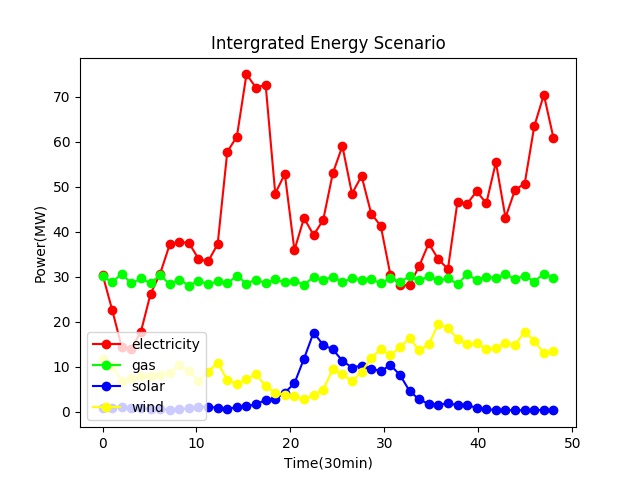 Intergrated Energy Scenario
Power(MW)
70
60
50
40
30
20
10
0
electricity
gas
solar
wind
0 10 20 30 40 50
Time(30min)